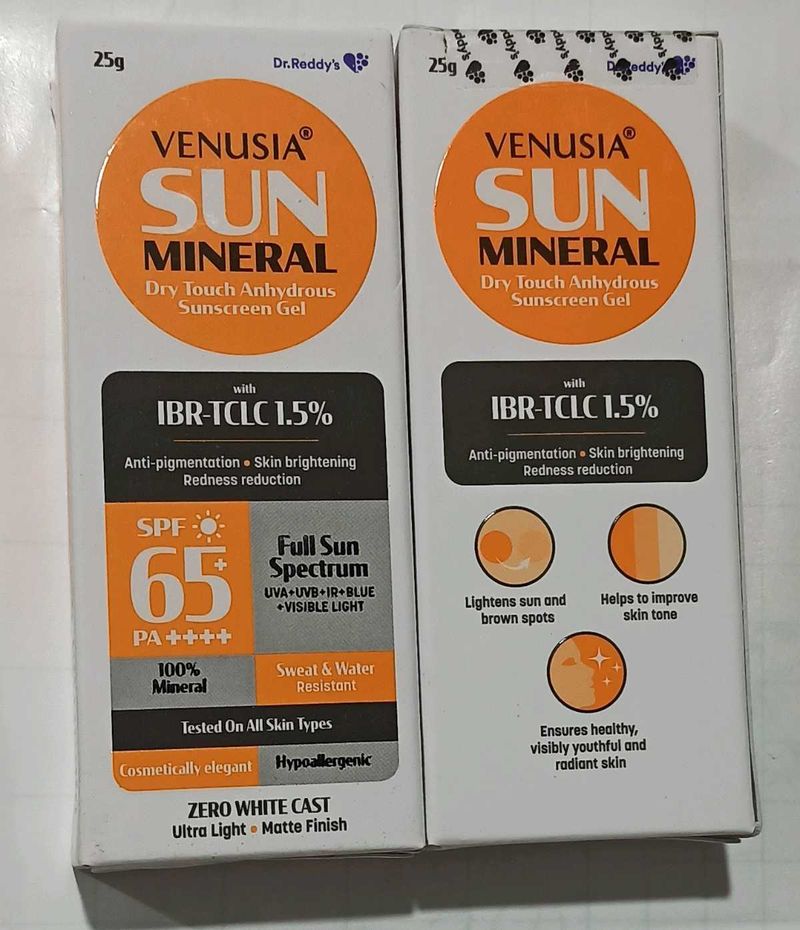 25g
Dr.Reddy's
VENUSIA®
SUN
MINERAL
Dry Touch Anhydrous
Sunscreen Gel
with
IBR-TCLC 1.5%
Anti-pigmentation • Skin brightening
Redness reduction
SPF
65+
PA++++
Full Sun
Spectrum
UVA+UVB+IR+BLUE
+VISIBLE LIGHT
100%
Mineral
Sweat & Water
Resistant
Tested On All Skin Types
Cosmetically elegant
Hypoallergenic
ZERO WHITE CAST
Ultra Light • Matte Finish
25g
Dr.Reddy's
VENUSIA®
SUN
MINERAL
Dry Touch Anhydrous
Sunscreen Gel
with
IBR-TCLC 1.5%
Anti-pigmentation • Skin brightening
Redness reduction
Lightens sun and
brown spots
Helps to improve
skin tone
Ensures healthy,
visibly youthful and
radiant skin